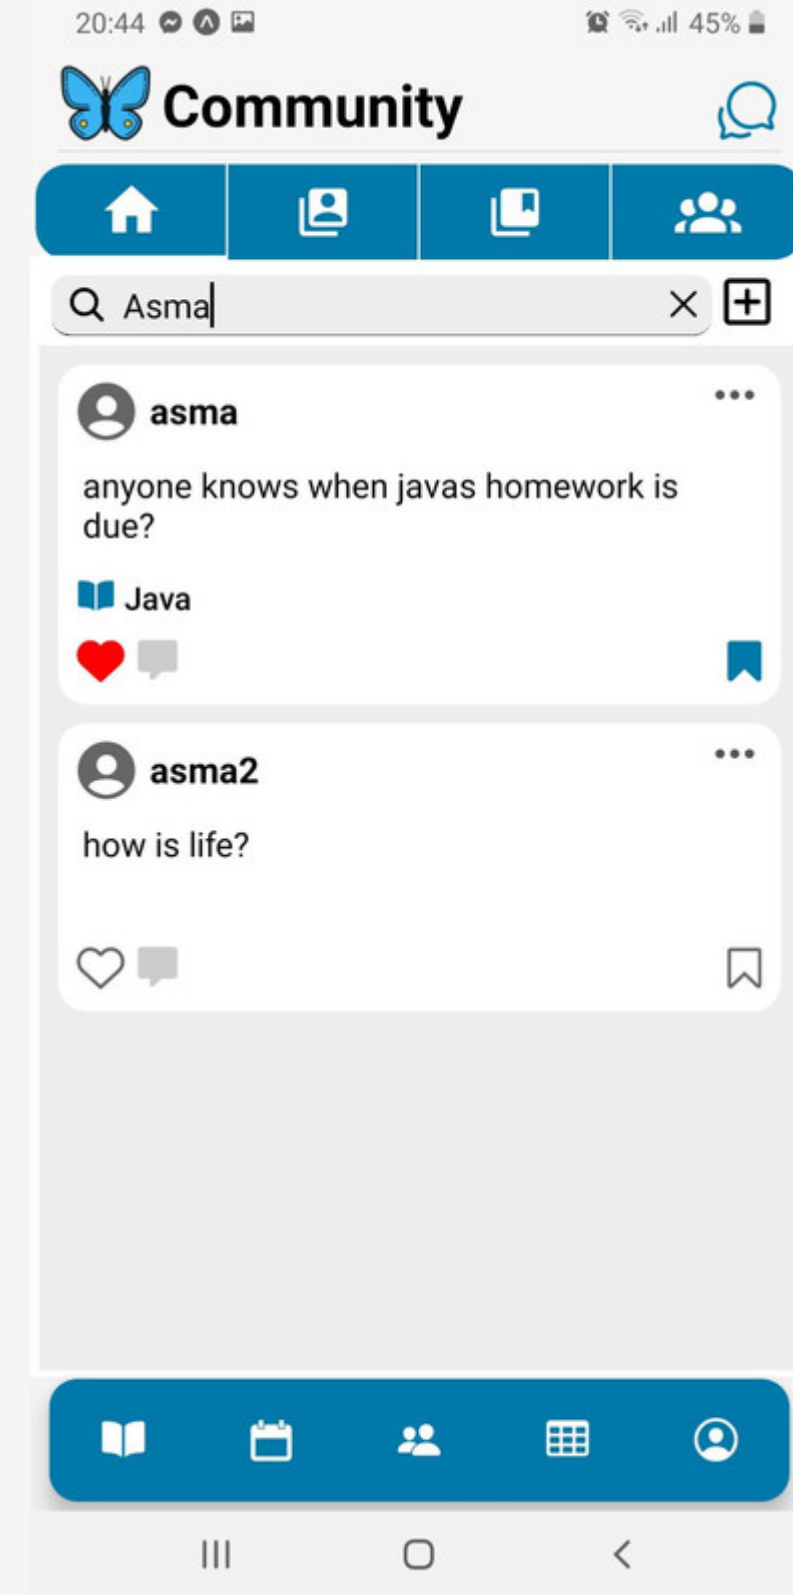 20:44 45%
Community
Asma
asma
anyone knows when javas homework is
due?
Java
asma2
how is life?